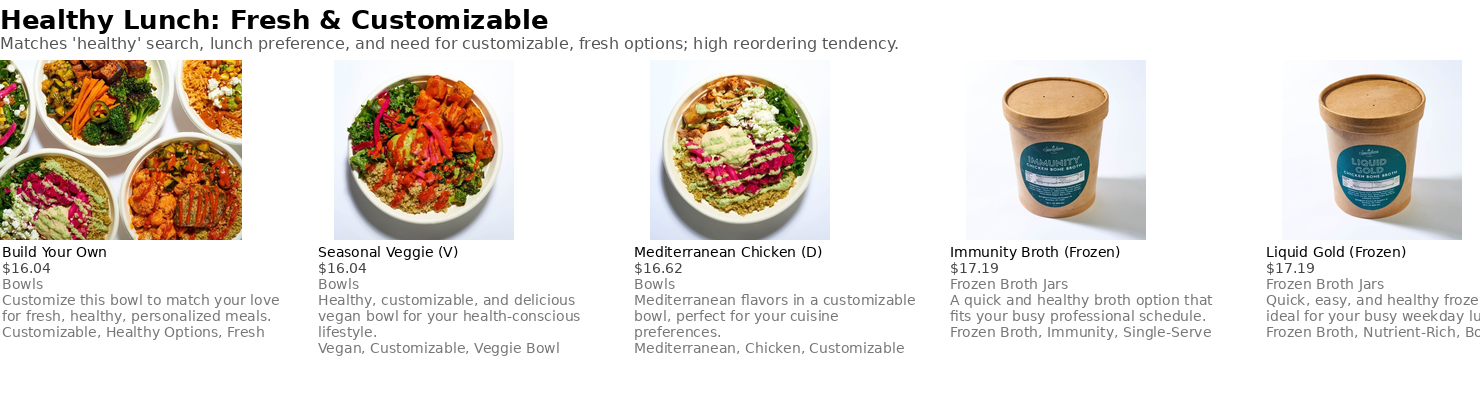 Healthy Lunch: Fresh & Customizable
Matches 'healthy' search, lunch preference, and need for customizable, fresh options; high reordering tendency.
IMMUNITY
CHICKEN BONE BROTH
LIQUID
GOLD
CHICKEN BONE BROTH
Build Your Own
$16.04
Bowls
Customize this bowl to match your love
for fresh, healthy, personalized meals.
Customizable, Healthy Options, Fresh
Seasonal Veggie (V)
$16.04
Bowls
Healthy, customizable, and delicious
vegan bowl for your health-conscious
lifestyle.
Vegan, Customizable, Veggie Bowl
Mediterranean Chicken (D)
$16.62
Bowls
Mediterranean flavors in a customizable
bowl, perfect for your cuisine
preferences.
Mediterranean, Chicken, Customizable
Immunity Broth (Frozen)
$17.19
Frozen Broth Jars
A quick and healthy broth option that
fits your busy professional schedule.
Frozen Broth, Immunity, Single-Serve
Liquid Gold (Frozen)
$17.19
Frozen Broth Jars
Quick, easy, and healthy froze
ideal for your busy weekday lu
Frozen Broth, Nutrient-Rich, Bo